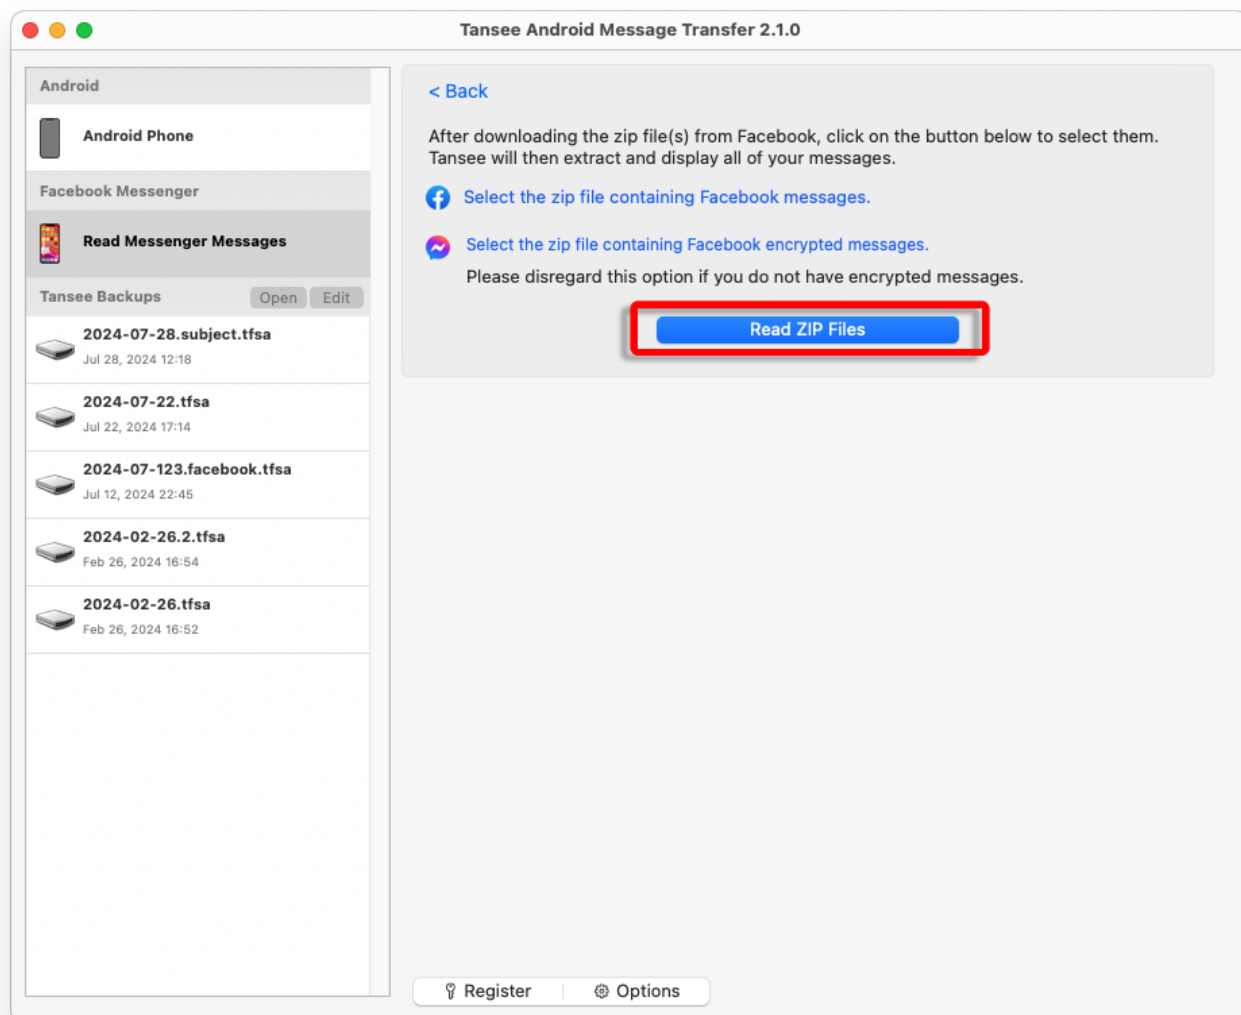 Tansee Android Message Transfer 2.1.0
Android
Android Phone
Facebook Messenger
Read Messenger Messages
Tansee Backups Open Edit
2024-07-28.subject.tfsa
Jul 28, 2024 12:18
2024-07-22.tfsa
Jul 22, 2024 17:14
2024-07-123.facebook.tfsa
Jul 12, 2024 22:45
2024-02-26.2.tfsa
Feb 26, 2024 16:54
2024-02-26.tfsa
Feb 26, 2024 16:52
< Back
After downloading the zip file(s) from Facebook, click on the button below to select them.
Tansee will then extract and display all of your messages.
Select the zip file containing Facebook messages.
Select the zip file containing Facebook encrypted messages.
Please disregard this option if you do not have encrypted messages.
Read ZIP Files
Register Options